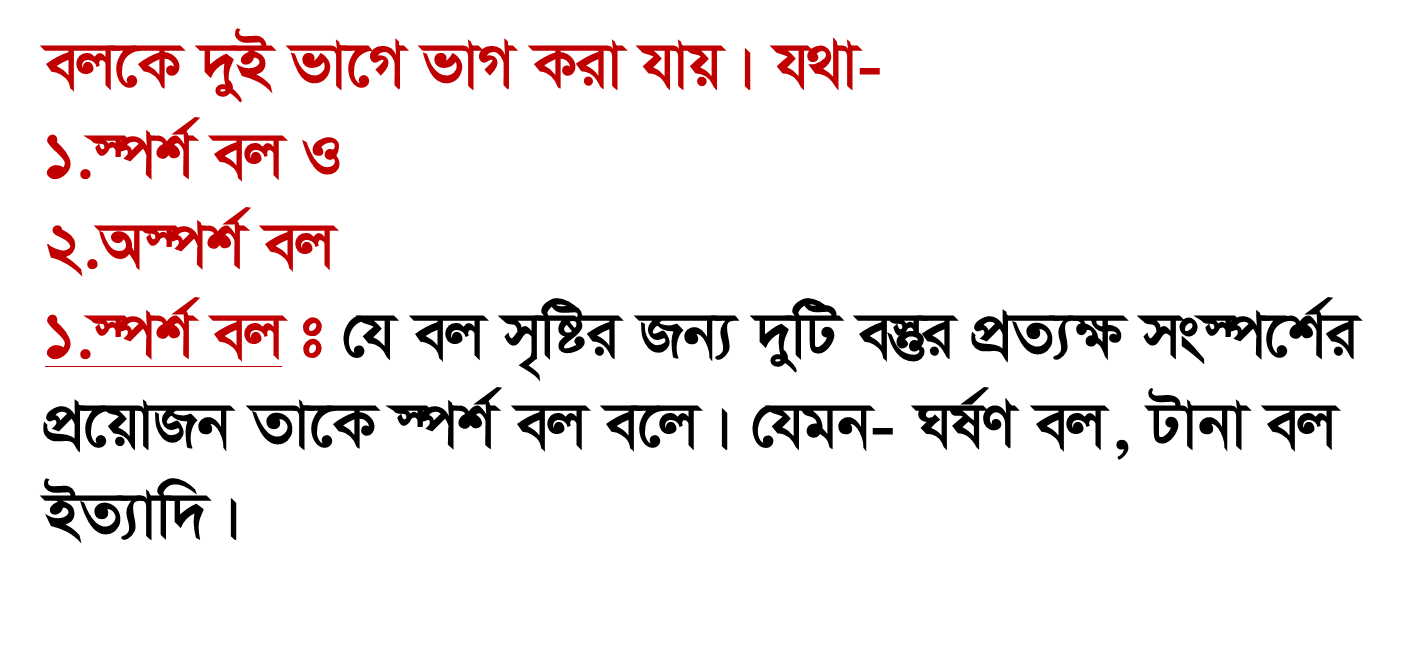 বলকে দুই ভাগে ভাগ করা যায়। যথা-
১.স্পর্শ বল ও
২.অস্পর্শ বল
১.স্পর্শ বল ঃ যে বল সৃষ্টির জন্য দুটি বস্তুর প্রত্যক্ষ সংস্পর্শের
প্রয়োজন তাকে স্পর্শ বল বলে। যেমন- ঘর্ষণ বল, টানা বল
ইত্যাদি।